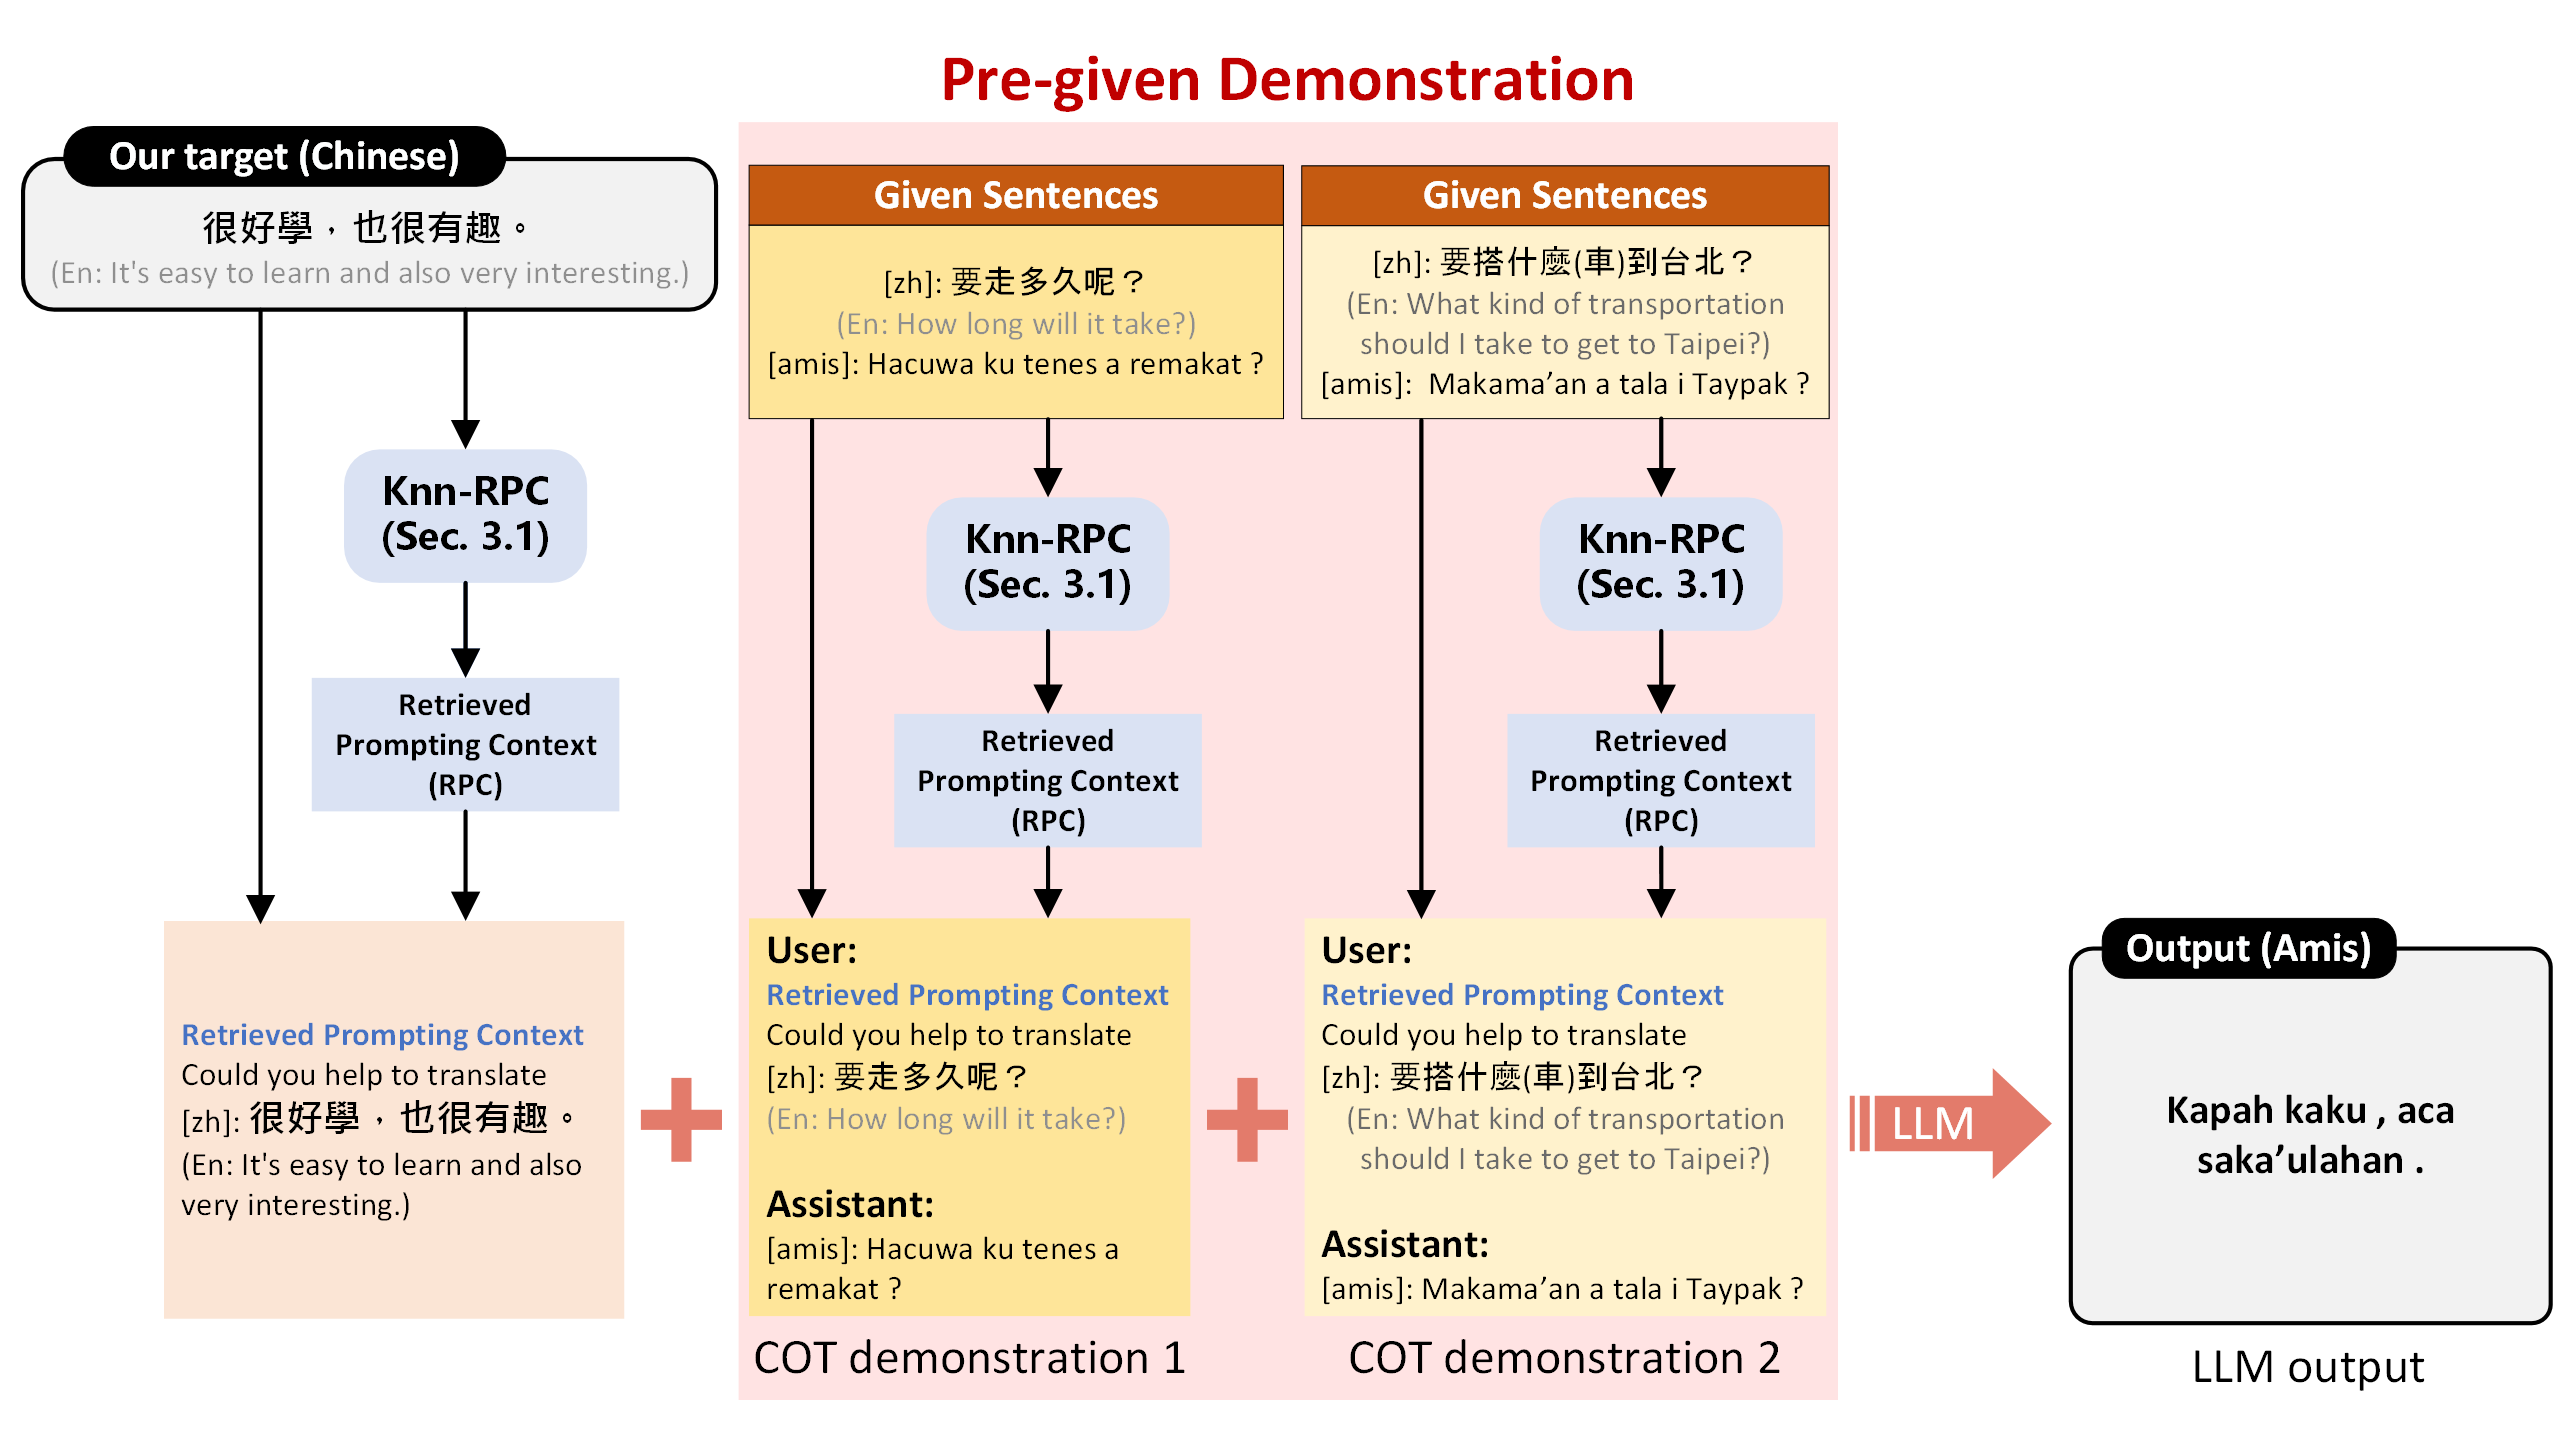 Pre-given Demonstration
Our target (Chinese)
很好學，也很有趣。
(En: It's easy to learn and also very interesting.)
Knn-RPC
(Sec. 3.1)
Retrieved
Prompting Context
(RPC)
Retrieved Prompting Context
Could you help to translate
[zh]: 很好學，也很有趣。
(En: It's easy to learn and also
very interesting.)
Given Sentences
[zh]: 要走多久呢？
(En: How long will it take?)
[amis]: Hacuwa ku tenes a remakat ?
Knn-RPC
(Sec. 3.1)
Retrieved
Prompting Context
(RPC)
User:
Retrieved Prompting Context
Could you help to translate
[zh]: 要走多久呢？
(En: How long will it take?)
Assistant:
[amis]: Hacuwa ku tenes a
remakat ?
COT demonstration 1
Given Sentences
[zh]: 要搭什麼(車)到台北？
(En: What kind of transportation
should I take to get to Taipei?)
[amis]: Makama’an a tala i Taypak ?
Knn-RPC
(Sec. 3.1)
Retrieved
Prompting Context
(RPC)
User:
Retrieved Prompting Context
Could you help to translate
[zh]: 要搭什麼(車)到台北？
(En: What kind of transportation
should I take to get to Taipei?)
Assistant:
[amis]: Makama’an a tala i Taypak ?
COT demonstration 2
LLM
Output (Amis)
Kapah kaku , aca
saka’ulahan .
LLM output